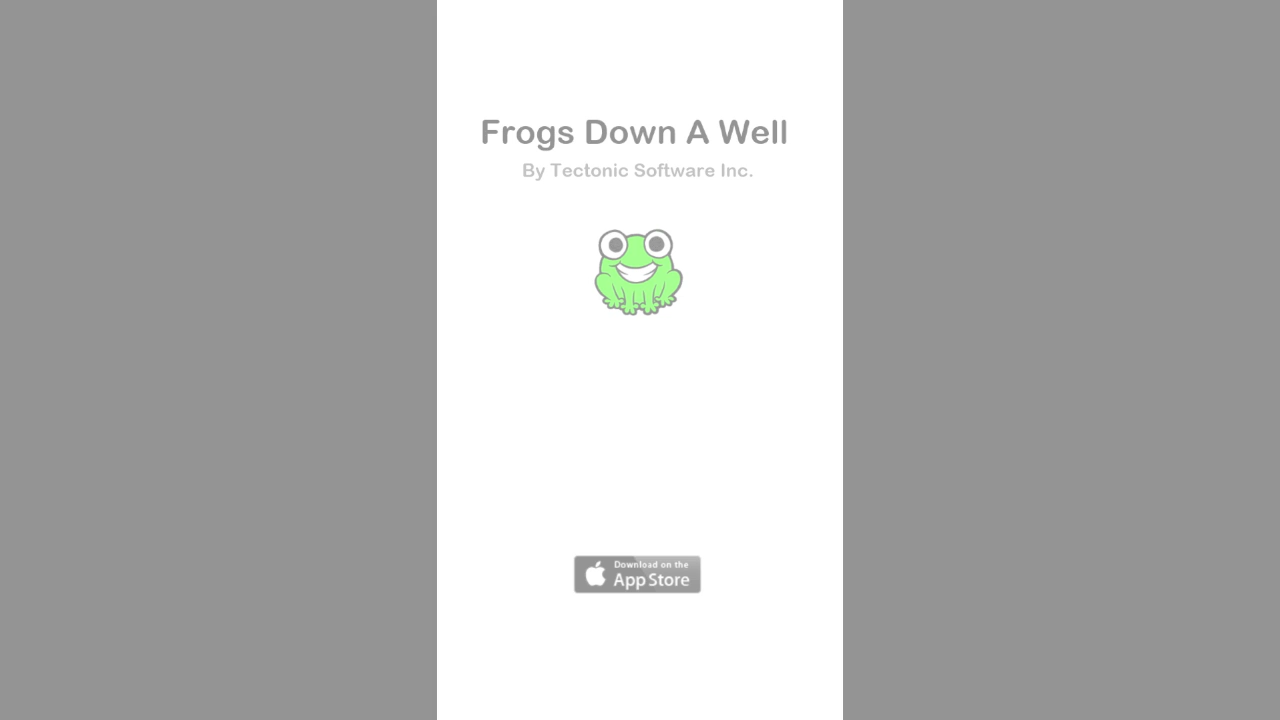 Frogs Down A Well
By Tectonic Software Inc.
Download on the
App Store